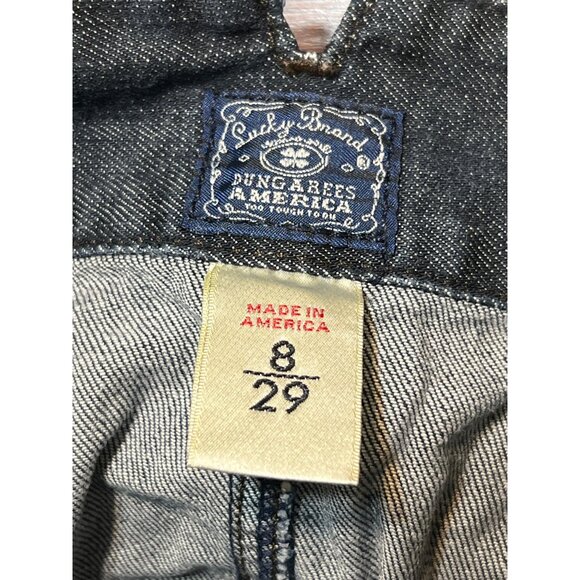 Lucky Brand
®
DUNGAREES
AMERICA
TOO TOUGH TO DIE
MADE IN
AMERICA
8
29